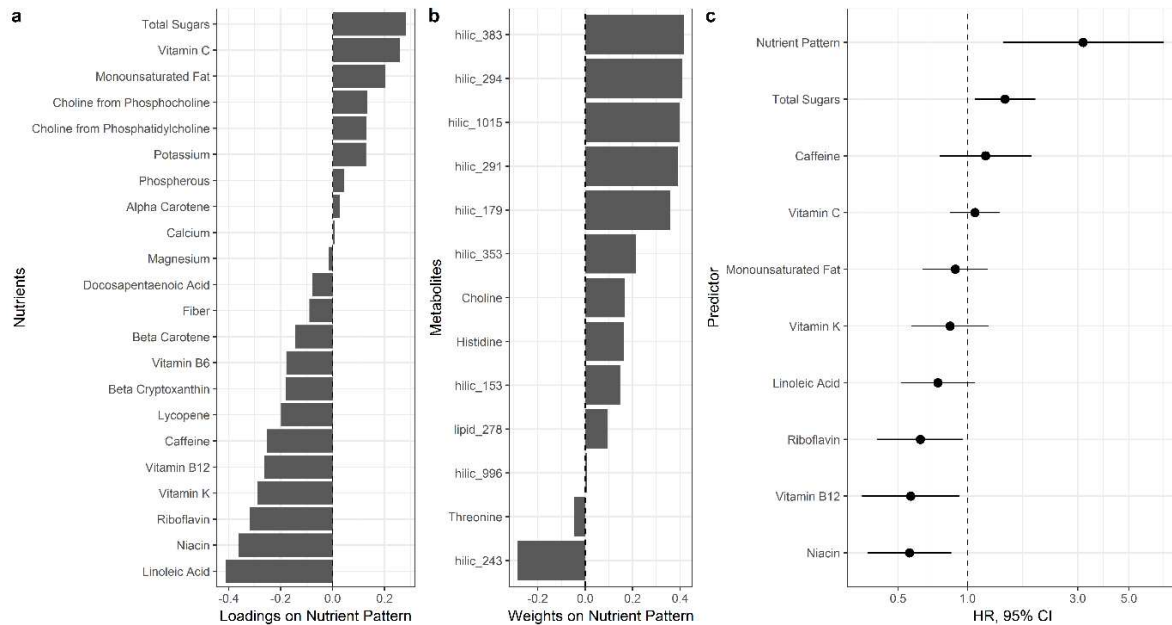 a
Nutrients
Total Sugars
Vitamin C
Monounsaturated Fat
Choline from Phosphocholine
Choline from Phosphatidylcholine
Potassium
Phospherous
Alpha Carotene
Calcium
Magnesium
Docosapentaenoic Acid
Fiber
Beta Carotene
Vitamin B6
Beta Cryptoxanthin
Lycopene
Caffeine
Vitamin B12
Vitamin K
Riboflavin
Niacin
Linoleic Acid
-0.4 -0.2 0.0 0.2
Loadings on Nutrient Pattern
b
Metabolites
hilic_383
hilic_294
hilic_1015
hilic_291
hilic_179
hilic_353
Choline
Histidine
hilic_153
lipid_278
hilic_996
Threonine
hilic_243
-0.2 0.0 0.2 0.4
Weights on Nutrient Pattern
c
Predictor
Nutrient Pattern
Total Sugars
Caffeine
Vitamin C
Monounsaturated Fat
Vitamin K
Linoleic Acid
Riboflavin
Vitamin B12
Niacin
0.5 1.0 3.0 5.0
HR, 95% CI